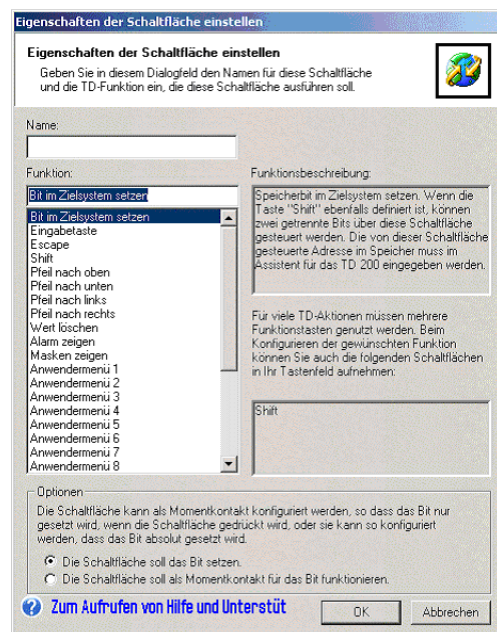 Eigenschaften der Schaltfläche einstellen
Eigenschaften der Schaltfläche einstellen
Geben Sie in diesem Dialogfeld den Namen für diese Schaltfläche
und die TD-Funktion ein, die diese Schaltfläche ausführen soll.
Name:
Funktion:
Bit im Zielsystem setzen
Bit im Zielsystem setzen
Eingabetaste
Escape
Shift
Pfeil nach oben
Pfeil nach unten
Pfeil nach links
Pfeil nach rechts
Wert löschen
Alarm zeigen
Masken zeigen
Anwendermenü 1
Anwendermenü 2
Anwendermenü 3
Anwendermenü 4
Anwendermenü 5
Anwendermenü 6
Anwendermenü 7
Anwendermenü 8
Funktionsbeschreibung:
Speicherbit im Zielsystem setzen. Wenn die
Taste "Shift" ebenfalls definiert ist, können
zwei getrennte Bits über diese Schaltfläche
gesteuert werden. Die von dieser Schaltfläche
gesteuerte Adresse im Speicher muss im
Assistent für das TD 200 eingegeben werden.
Für viele TD-Aktionen müssen mehrere
Funktionstasten genutzt werden. Beim
Konfigurieren der gewünschten Funktion
können Sie auch die folgenden Schaltflächen
in Ihr Tastenfeld aufnehmen:
Shift
Optionen
Die Schaltfläche kann als Momentkontakt konfiguriert werden, so dass das Bit nur
gesetzt wird, wenn die Schaltfläche gedrückt wird, oder sie kann so konfiguriert
werden, dass das Bit absolut gesetzt wird.
Die Schaltfläche soll das Bit setzen.
Die Schaltfläche soll als Momentkontakt für das Bit funktionieren.
Zum Aufrufen von Hilfe und Unterstüt
OK
Abbrechen